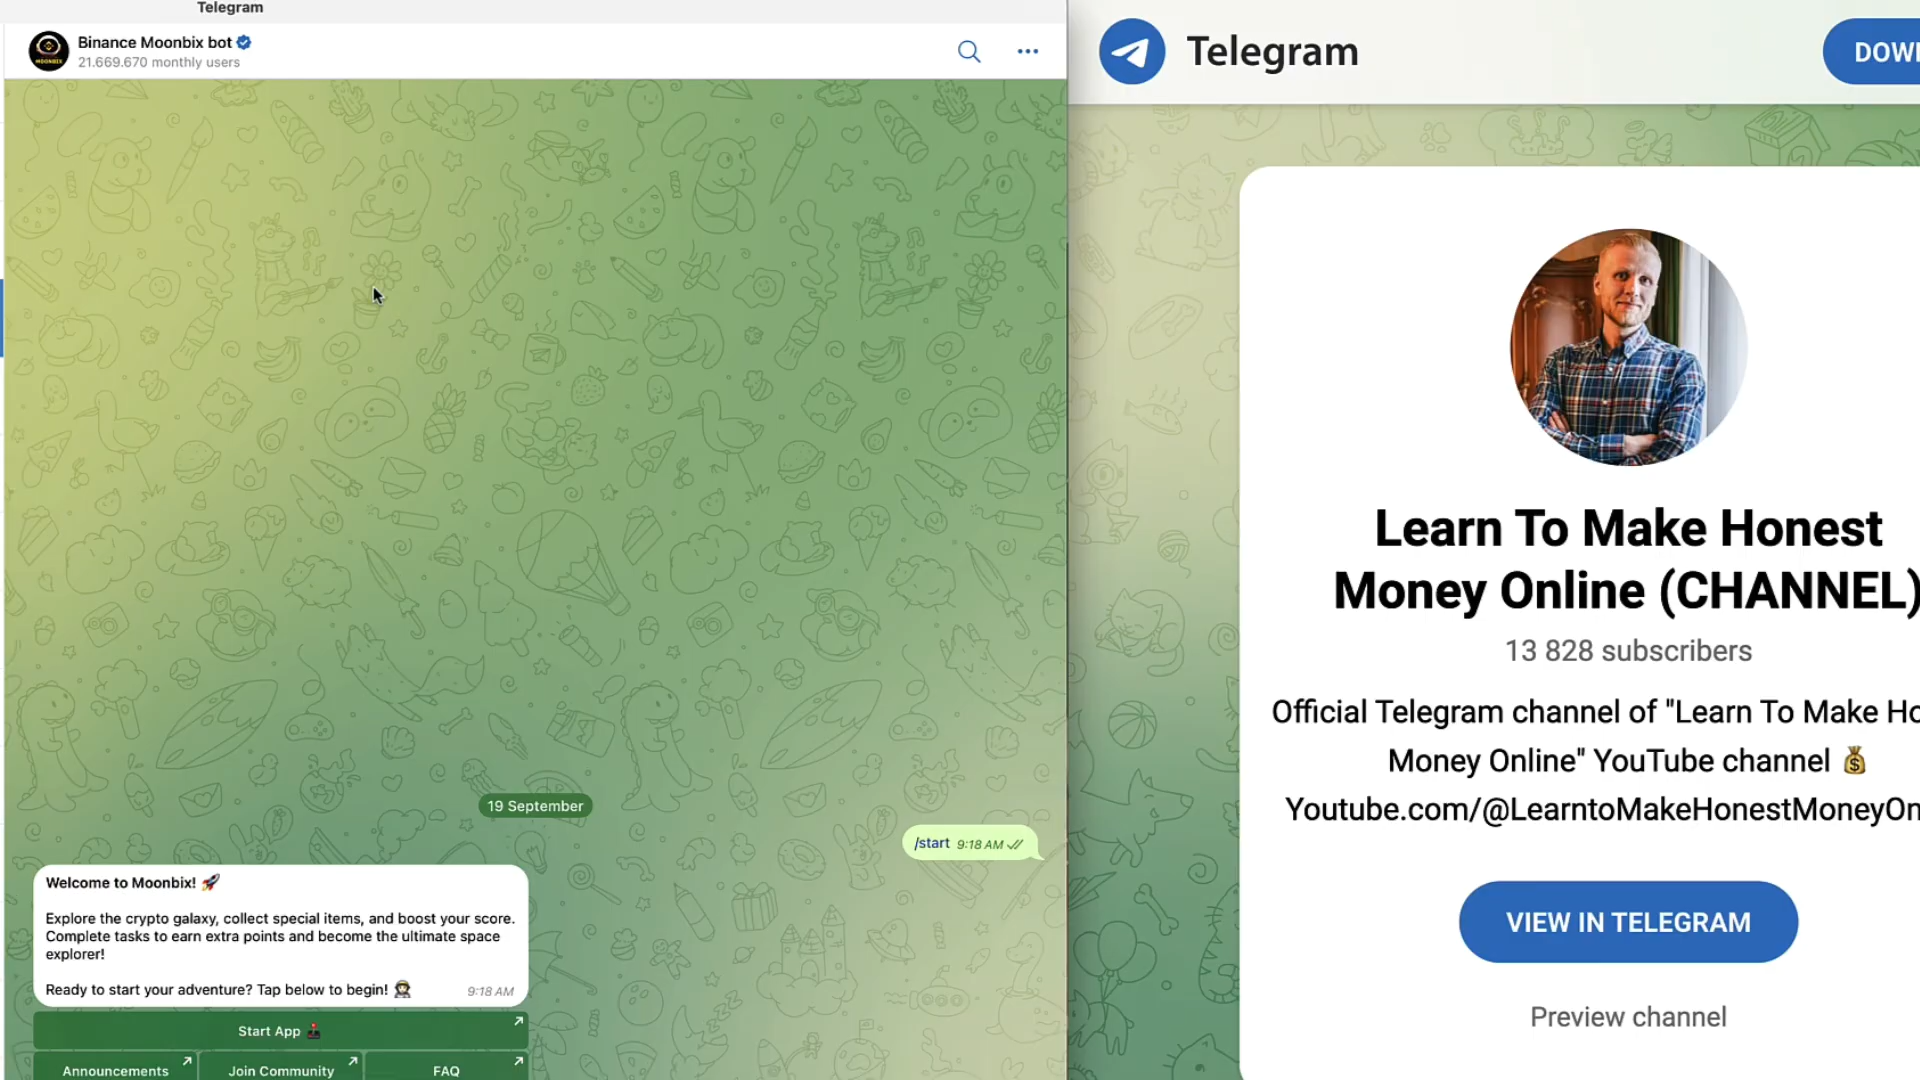 Telegram
Binance Moonbix bot
21.669.670 monthly users
19 September
/start 9:18 AM
Welcome to Moonbix! 🚀
Explore the crypto galaxy, collect special items, and boost your score.
Complete tasks to earn extra points and become the ultimate space
explorer!
Ready to start your adventure? Tap below to begin! 👩‍🚀 9:18 AM
Start App 🕹️
Announcements
Join Community
FAQ
Telegram
DOW
Learn To Make Honest
Money Online (CHANNEL)
13 828 subscribers
Official Telegram channel of "Learn To Make Ho
Money Online" YouTube channel 💰
Youtube.com/@LearntoMakeHonestMoneyOn
VIEW IN TELEGRAM
Preview channel